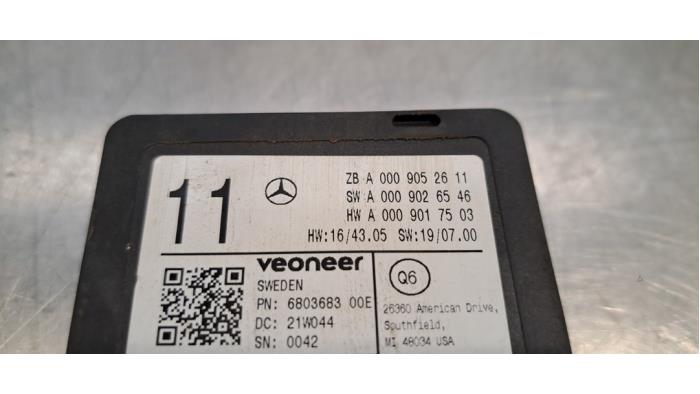 11
ZB A 000 905 26 11
SW A 000 902 65 46
HW A 000 901 75 03
HW:16/43.05 SW:19/07.00
veoneer
SWEDEN
PN: 6803683 00E
DC: 21W044
SN: 0042
Q6
26360 American Drive,
Southfield,
MI 48034 USA